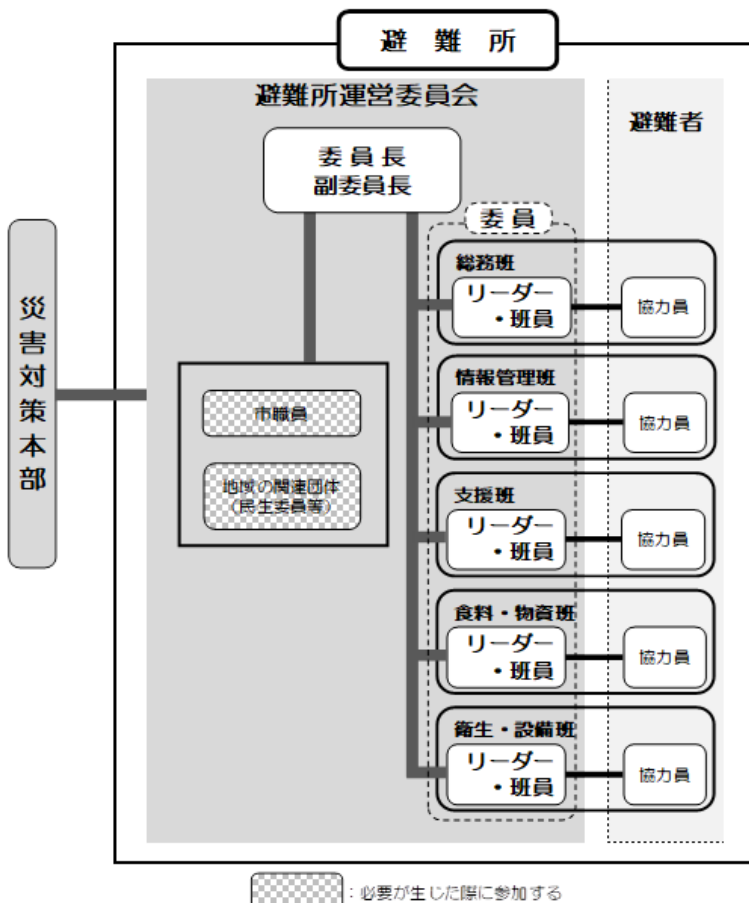 避難所
避難所運営委員会
避難者
委員長
副委員長
委員
災害対策本部
総務班
リーダー
・班員
協力員
情報管理班
リーダー
・班員
協力員
市職員
地域の関連団体
（民生委員等）
支援班
リーダー
・班員
協力員
食料・物資班
リーダー
・班員
協力員
衛生・設備班
リーダー
・班員
協力員
：必要が生じた際に参加する